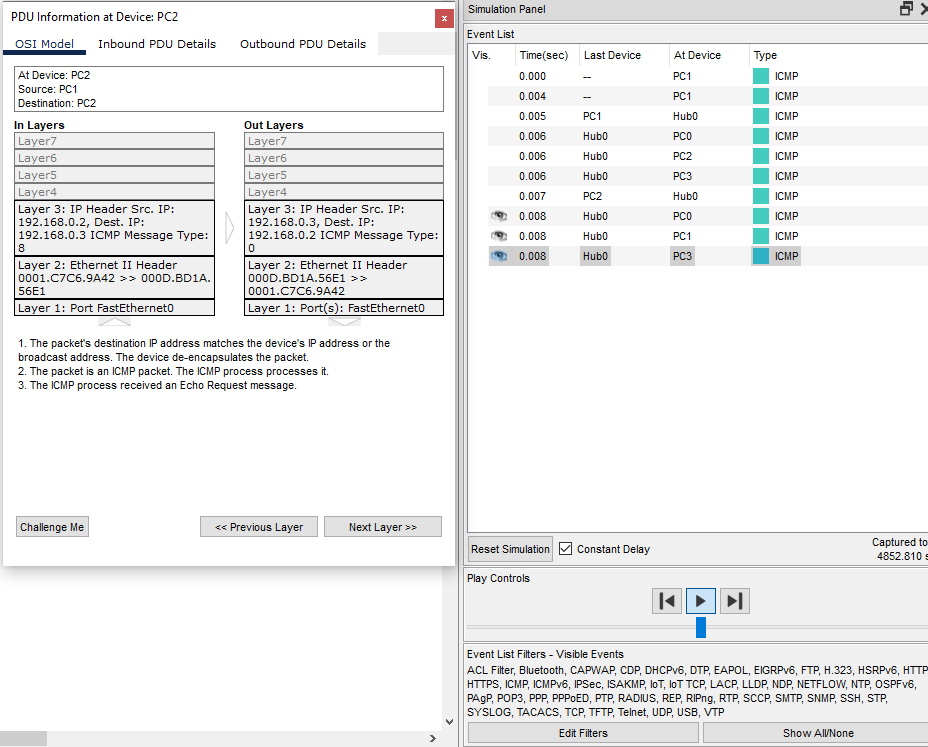 PDU Information at Device: PC2
x
OSI Model Inbound PDU Details Outbound PDU Details
At Device: PC2
Source: PC1
Destination: PC2
In Layers
Layer7
Layer6
Layer5
Layer4
Layer 3: IP Header Src. IP:
192.168.0.2, Dest. IP:
192.168.0.3 ICMP Message Type:
8
Layer 2: Ethernet II Header
0001.C7C6.9A42 >> 000D.BD1A.
56E1
Layer 1: Port FastEthernet0
Out Layers
Layer7
Layer6
Layer5
Layer4
Layer 3: IP Header Src. IP:
192.168.0.3, Dest. IP:
192.168.0.2 ICMP Message Type:
0
Layer 2: Ethernet II Header
000D.BD1A.56E1 >>
0001.C7C6.9A42
Layer 1: Port(s): FastEthernet0
1. The packet's destination IP address matches the device's IP address or the
broadcast address. The device de-encapsulates the packet.
2. The packet is an ICMP packet. The ICMP process processes it.
3. The ICMP process received an Echo Request message.
Challenge Me << Previous Layer Next Layer >>
Simulation Panel
Event List
Vis. Time(sec) Last Device At Device Type
0.000 -- PC1 ICMP
0.004 -- PC1 ICMP
0.005 PC1 Hub0 ICMP
0.006 Hub0 PC0 ICMP
0.006 Hub0 PC2 ICMP
0.006 Hub0 PC3 ICMP
0.007 PC2 Hub0 ICMP
0.008 Hub0 PC0 ICMP
0.008 Hub0 PC1 ICMP
0.008 Hub0 PC3 ICMP
Reset Simulation Constant Delay
Captured to
4852.810 s
Play Controls
Event List Filters - Visible Events
ACL Filter, Bluetooth, CAPWAP, CDP, DHCPv6, DTP, EAPOL, EIGRPv6, FTP, H.323, HSRPv6, HTTP
HTTPS, ICMP, ICMPv6, IPSec, ISAKMP, IoT, IoT TCP, LACP, LLDP, NDP, NETFLOW, NTP, OSPFv6,
PAgP, POP3, PPP, PPPoED, PTP, RADIUS, REP, RIPng, RTP, SCCP, SMTP, SNMP, SSH, STP,
SYSLOG, TACACS, TCP, TFTP, Telnet, UDP, USB, VTP
Edit Filters Show All/None